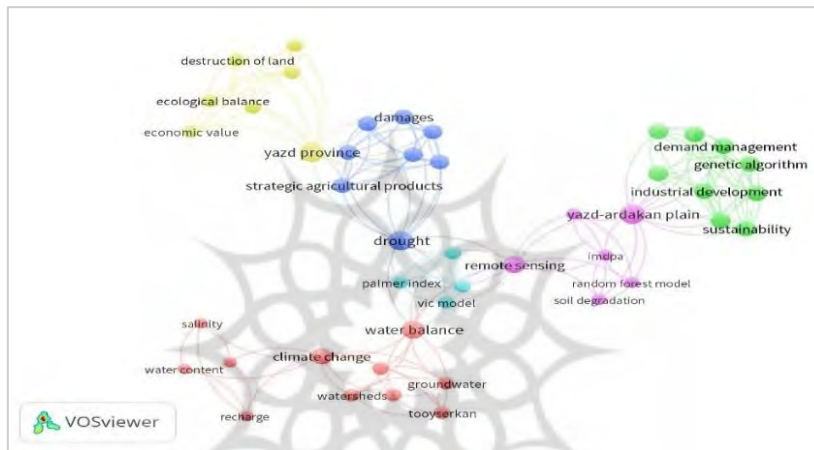 destruction of land
ecological balance
economic value
yazd province
damages
strategic agricultural products
drought
demand management
genetic algorithm
industrial development
yazd-ardakan plain
sustainability
remote sensing
imdpa
random forest model
soil degradation
palmer index
vic model
water balance
salinity
climate change
water content
groundwater
watersheds
recharge
tooyserkan
VOSviewer